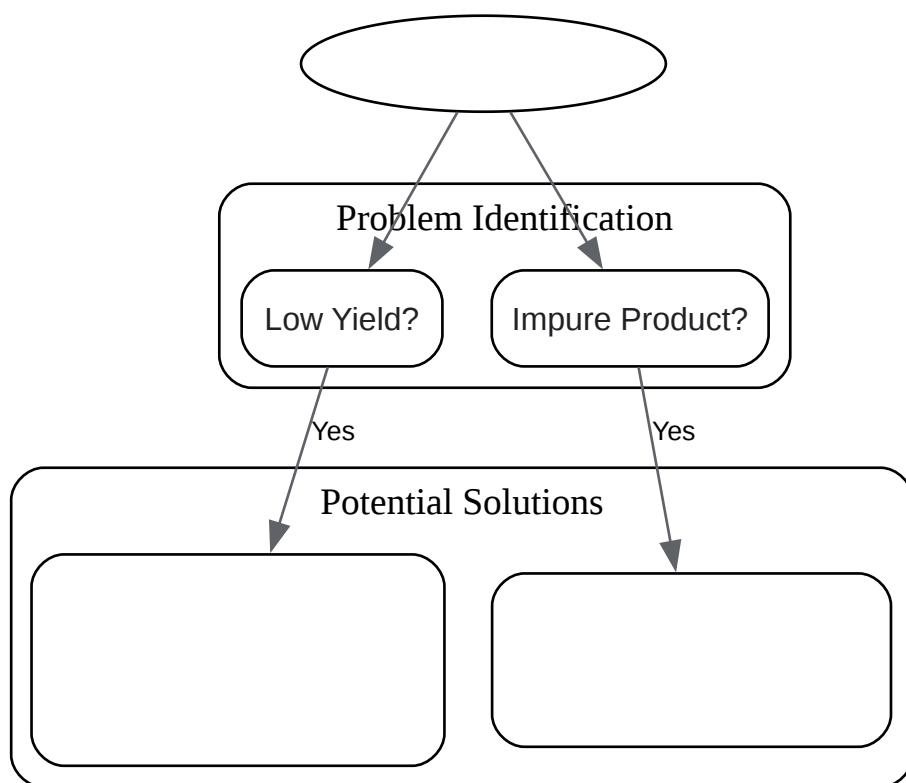 Problem Identification
Low Yield?
Impure Product?
Yes
Yes
Potential Solutions